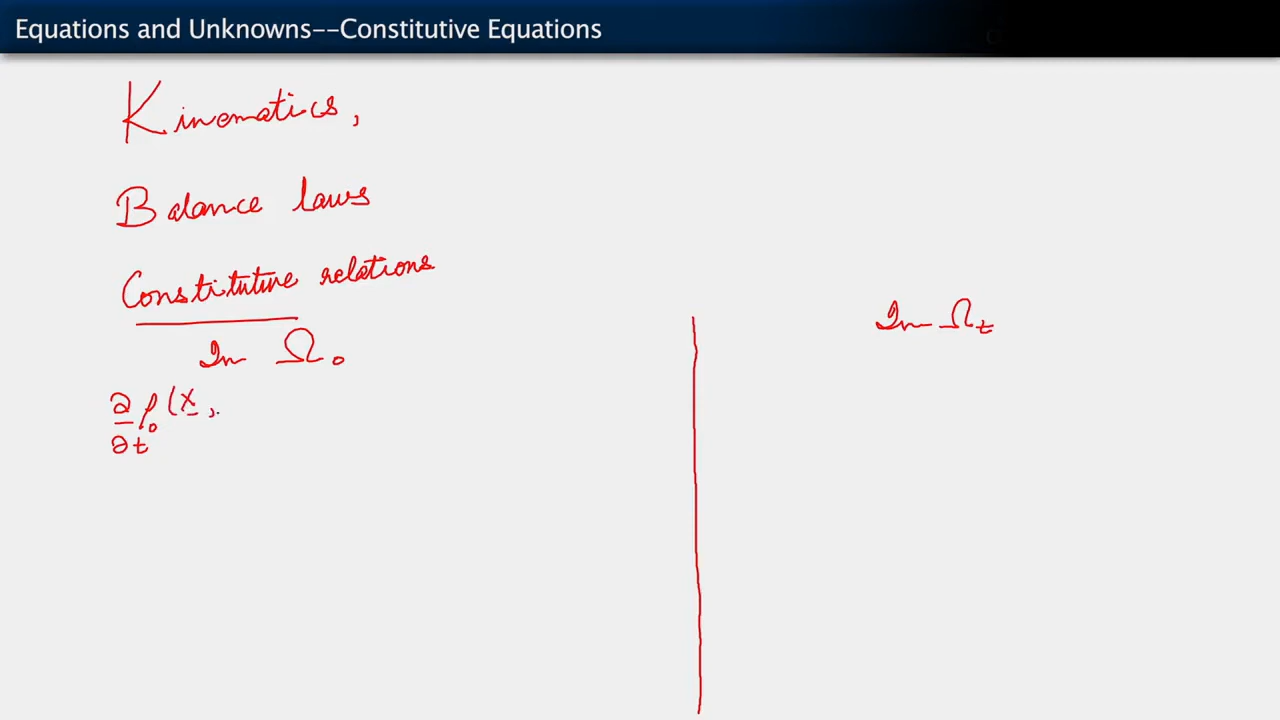 Equations and Unknowns--Constitutive Equations
Kinematics,
Balance laws
Constitutive relations
In Ω₀
In Ωt
∂/∂t ρ₀(X,